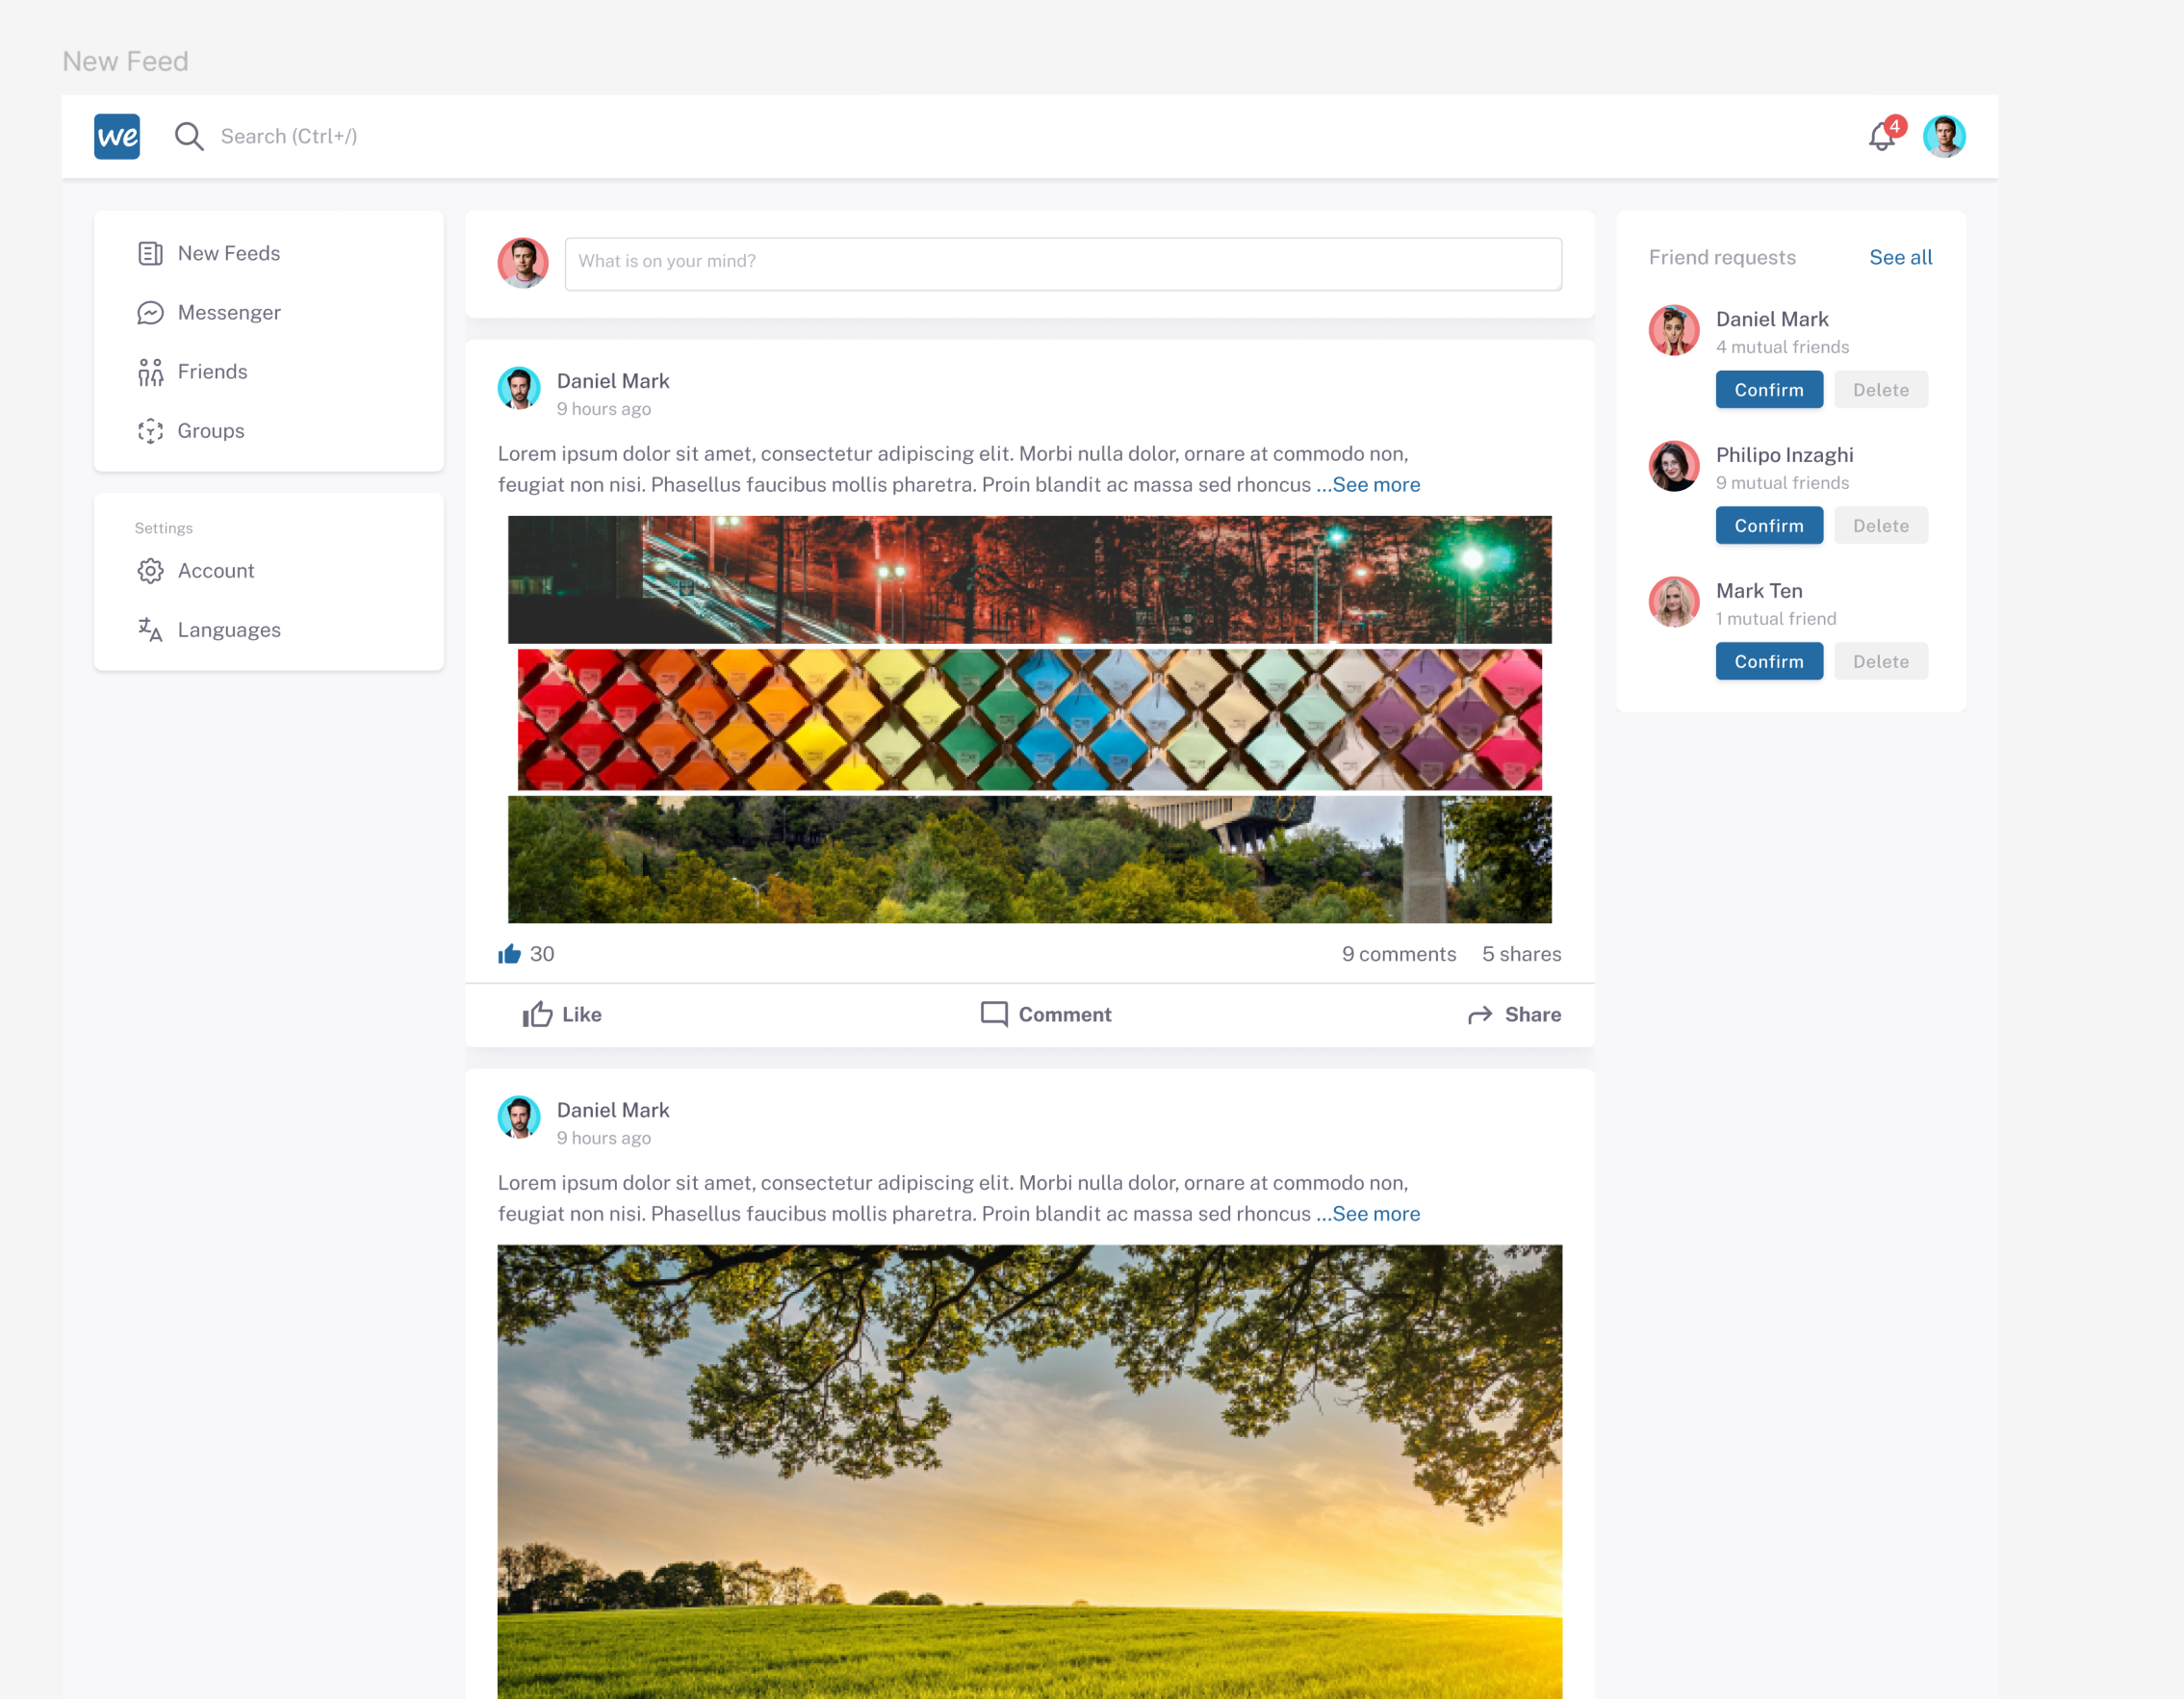 New Feed
we
Search (Ctrl+/)
4
New Feeds
Messenger
Friends
Groups
Settings
Account
Languages
What is on your mind?
Daniel Mark
9 hours ago
Lorem ipsum dolor sit amet, consectetur adipiscing elit. Morbi nulla dolor, ornare at commodo non,
feugiat non nisi. Phasellus faucibus mollis pharetra. Proin blandit ac massa sed rhoncus ...See more
30
9 comments 5 shares
Like
Comment
Share
Daniel Mark
9 hours ago
Lorem ipsum dolor sit amet, consectetur adipiscing elit. Morbi nulla dolor, ornare at commodo non,
feugiat non nisi. Phasellus faucibus mollis pharetra. Proin blandit ac massa sed rhoncus ...See more
Friend requests
See all
Daniel Mark
4 mutual friends
Confirm Delete
Philipo Inzaghi
9 mutual friends
Confirm Delete
Mark Ten
1 mutual friend
Confirm Delete